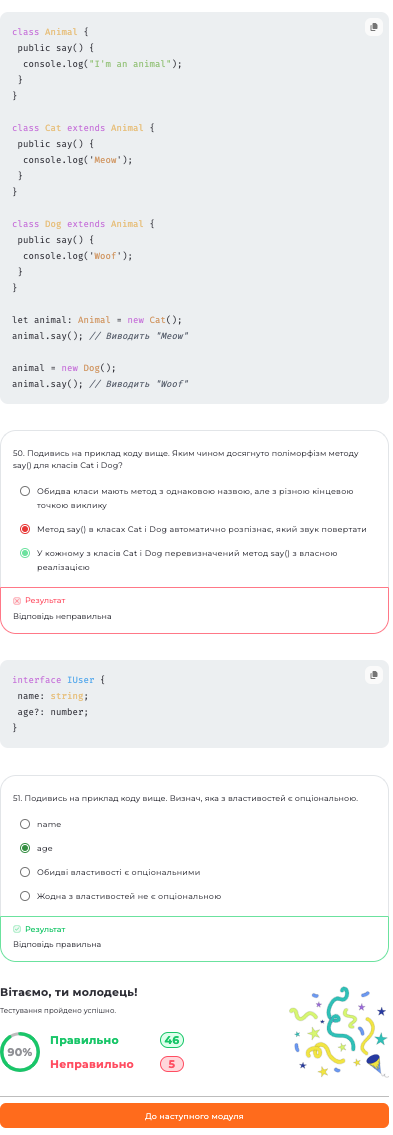 class Animal {
public say() {
console.log("I'm an animal");
}
}
class Cat extends Animal {
public say() {
console.log('Meow');
}
}
class Dog extends Animal {
public say() {
console.log('Woof');
}
}
let animal: Animal = new Cat();
animal.say(); // Виводить "Meow"
animal = new Dog();
animal.say(); // Виводить "Woof"
50. Подивись на приклад коду вище. Яким чином досягнуто поліморфізм методу
say() для класів Cat і Dog?
Обидва класи мають метод з однаковою назвою, але з різною кінцевою
точкою виклику
Метод say() в класах Cat і Dog автоматично розпізнає, який звук повертати
У кожному з класів Cat і Dog перевизначений метод say() з власною
реалізацією
Результат
Відповідь неправильна
interface IUser {
name: string;
age?: number;
}
51. Подивись на приклад коду вище. Визнач, яка з властивостей є опціональною.
name
age
Обидві властивості є опціональними
Жодна з властивостей не є опціональною
Результат
Відповідь правильна
Вітаємо, ти молодець!
Тестування пройдено успішно.
90%
Правильно 46
Неправильно 5
До наступного модуля